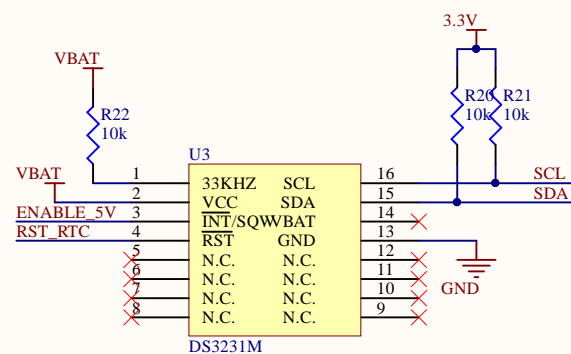 3.3V
VBAT
R22
10k
R20
10k
R21
10k
U3
VBAT
1 33KHZ SCL 16 SCL
2 VCC SDA 15 SDA
ENABLE_5V 3 INT/SQW VBAT 14
RST_RTC 4 RST GND 13
5 N.C. N.C. 12
6 N.C. N.C. 11
7 N.C. N.C. 10
8 N.C. N.C. 9
GND
DS3231M